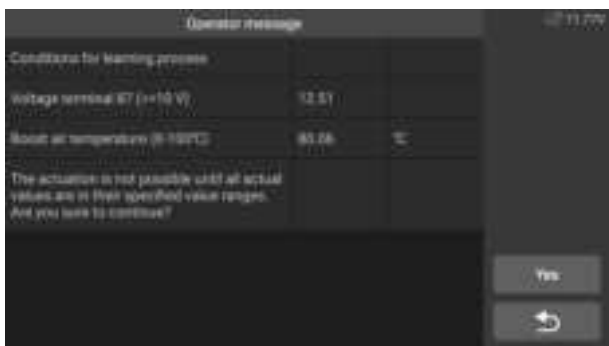 Operator message
11.77V
Conditions for learning process
Voltage terminal 87 (>=10 V) 12.51
Boost air temperature (0-100℃) 60.06 ℃
The actuation is not possible until all actual
values are in their specified value ranges.
Are you sure to continue?
Yes